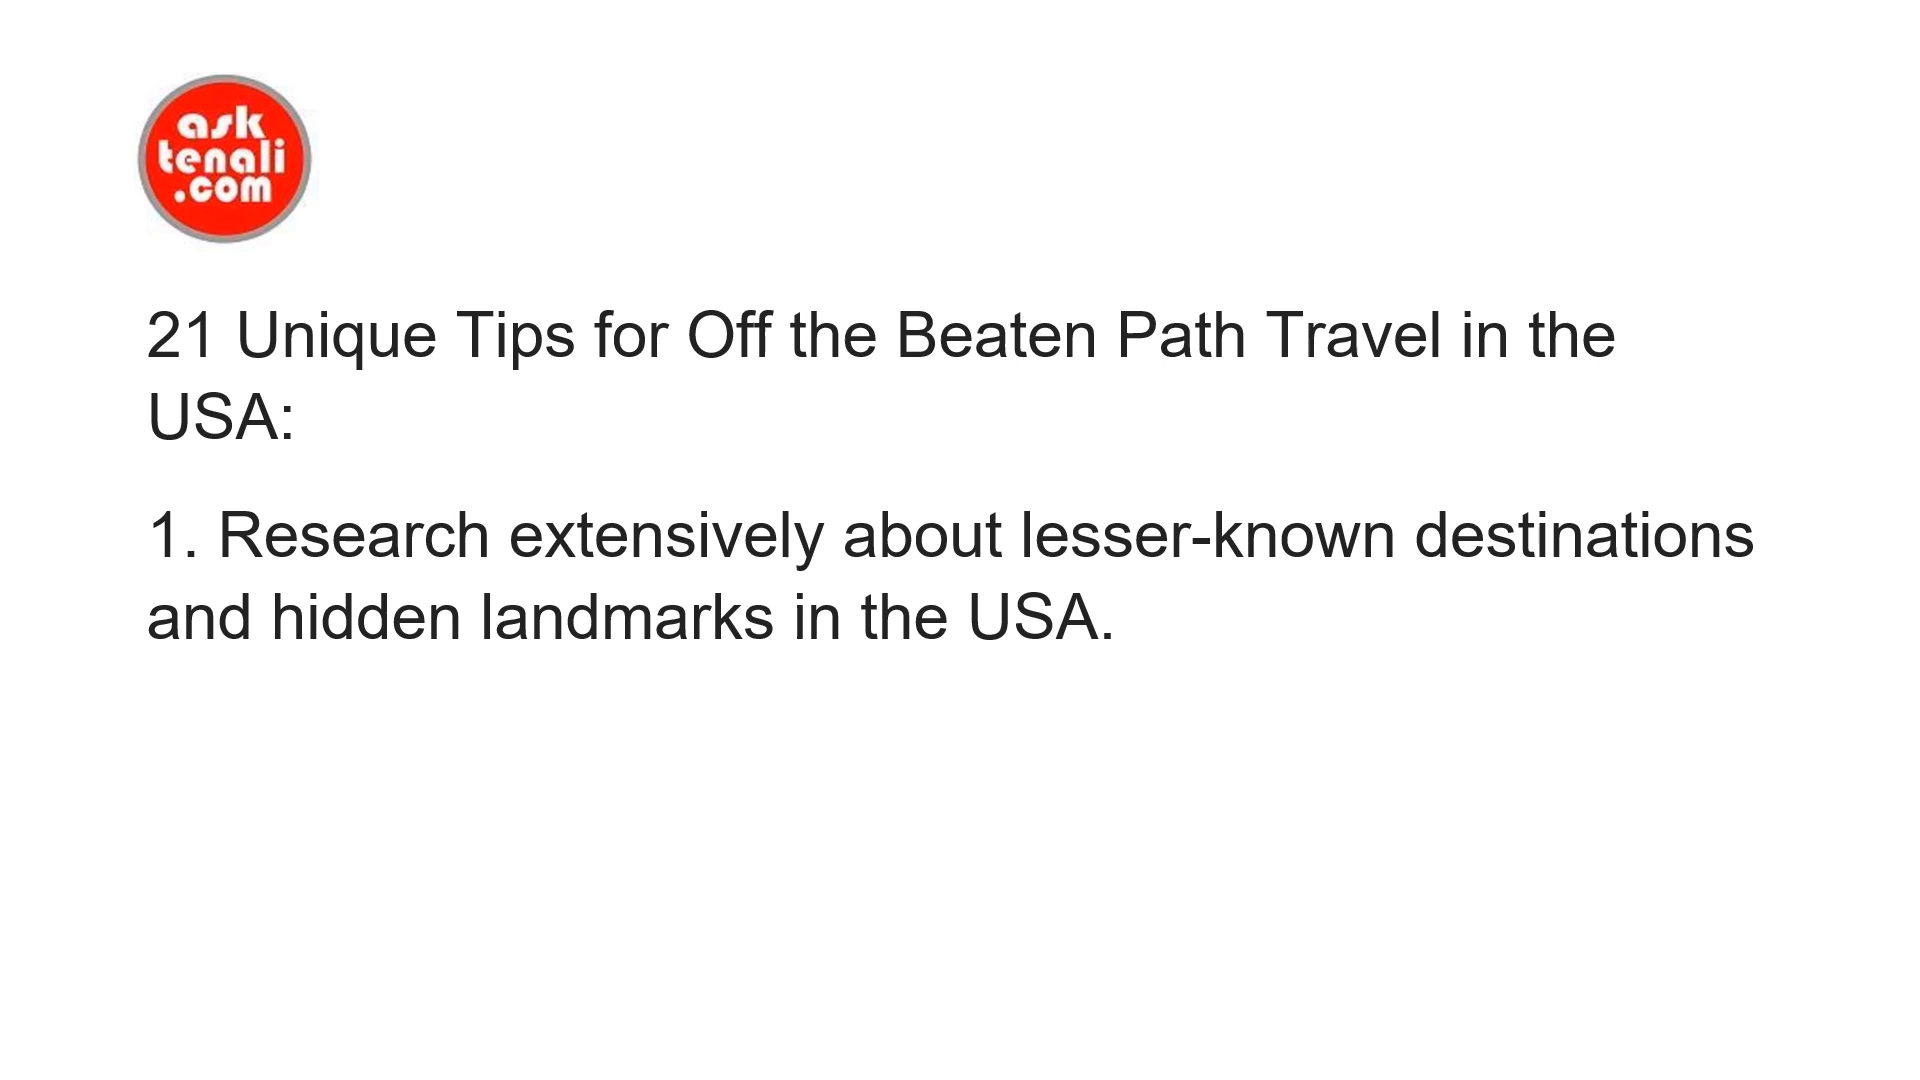 ask
tenali
.com
21 Unique Tips for Off the Beaten Path Travel in the
USA:
1. Research extensively about lesser-known destinations
and hidden landmarks in the USA.